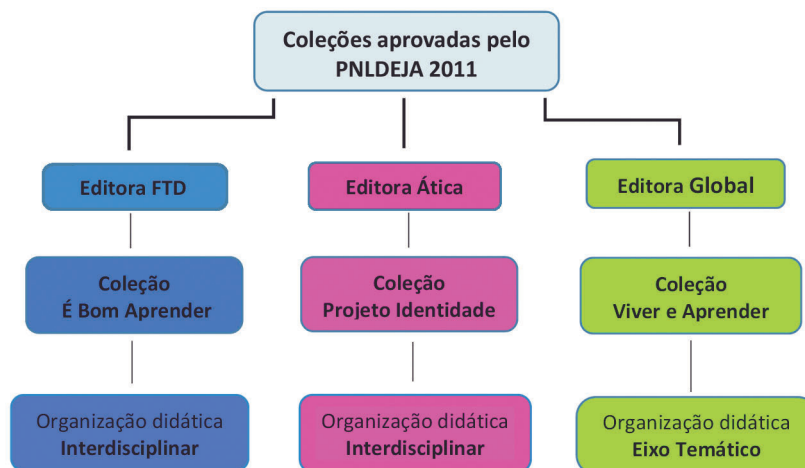 Coleções aprovadas pelo
PNLDEJA 2011
Editora FTD
Editora Ática
Editora Global
Coleção
É Bom Aprender
Coleção
Projeto Identidade
Coleção
Viver e Aprender
Organização didática
Interdisciplinar
Organização didática
Interdisciplinar
Organização didática
Eixo Temático